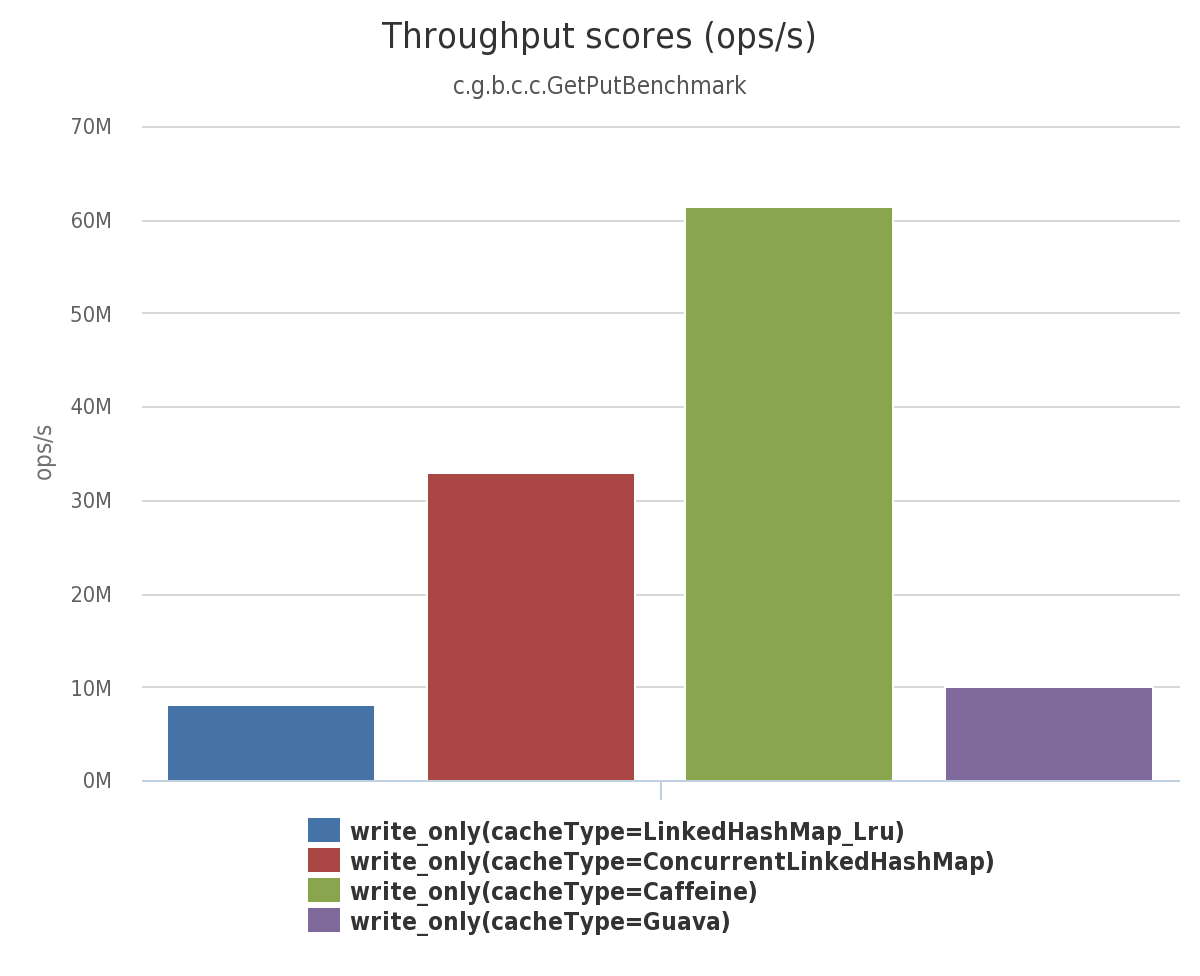 Throughput scores (ops/s)
c.g.b.c.c.GetPutBenchmark
70M
60M
50M
40M
30M
20M
10M
0M
ops/s
write_only(cacheType=LinkedHashMap_Lru)
write_only(cacheType=ConcurrentLinkedHashMap)
write_only(cacheType=Caffeine)
write_only(cacheType=Guava)